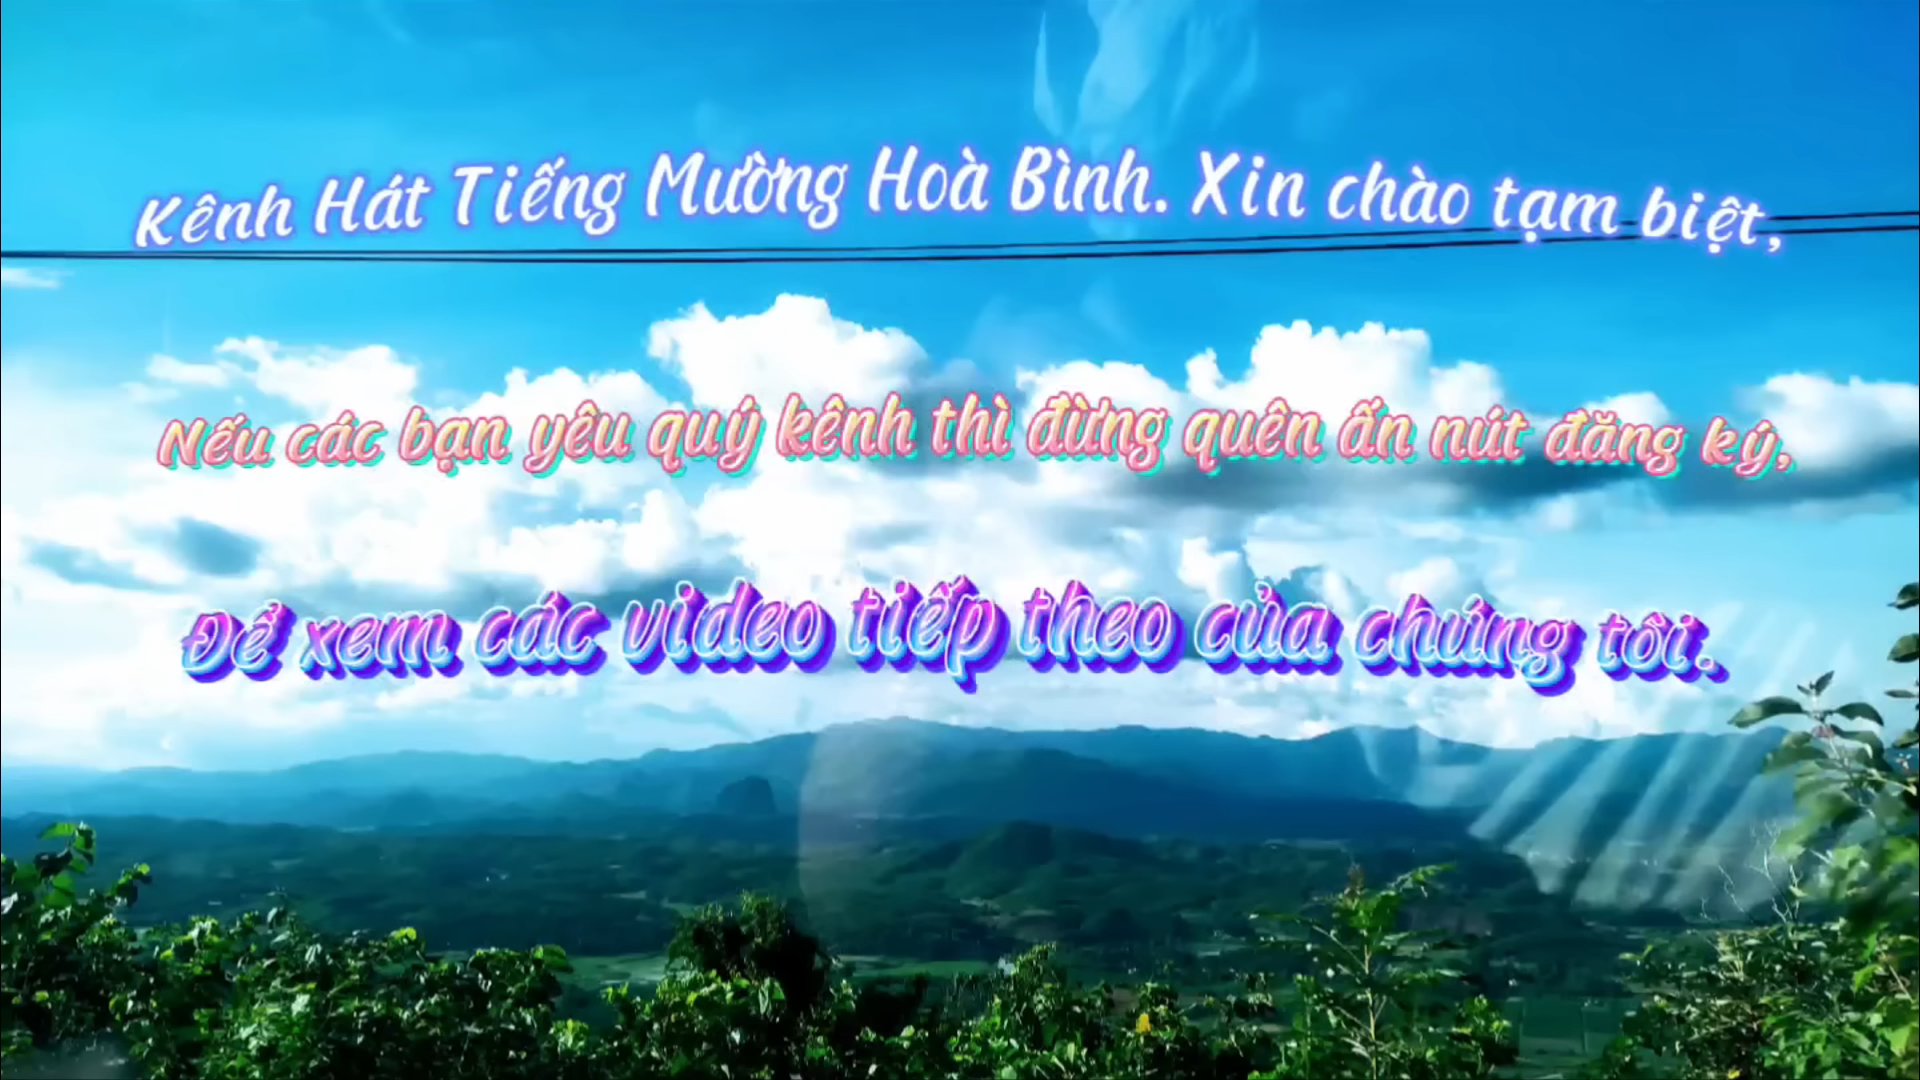 Kênh Hát Tiếng Mường Hoà Bình. Xin chào tạm biệt,
Nếu các bạn yêu quý kênh thì đừng quên ấn nút đăng ký,
Để xem các video tiếp theo của chúng tôi.